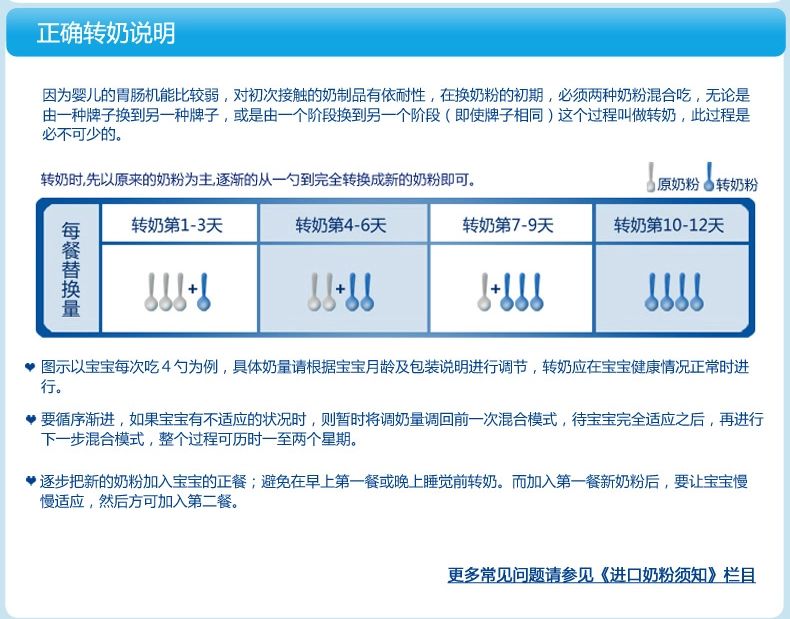 正确转奶说明
因为婴儿的胃肠机能比较弱，对初次接触的奶制品有依耐性，在换奶粉的初期，必须两种奶粉混合吃，无论是
由一种牌子换到另一种牌子，或是由一个阶段换到另一个阶段（即使牌子相同）这个过程叫做转奶，此过程是
必不可少的。
转奶时,先以原来的奶粉为主,逐渐的从一勺到完全转换成新的奶粉即可。
原奶粉 转奶粉
每餐替换量
转奶第1-3天 转奶第4-6天 转奶第7-9天 转奶第10-12天
+ + +
图示以宝宝每次吃４勺为例，具体奶量请根据宝宝月龄及包装说明进行调节，转奶应在宝宝健康情况正常时进
行。
要循序渐进，如果宝宝有不适应的状况时，则暂时将调奶量调回前一次混合模式，待宝宝完全适应之后，再进行
下一步混合模式，整个过程可历时一至两个星期。
逐步把新的奶粉加入宝宝的正餐；避免在早上第一餐或晚上睡觉前转奶。而加入第一餐新奶粉后，要让宝宝慢
慢适应，然后方可加入第二餐。
更多常见问题请参见《进口奶粉须知》栏目